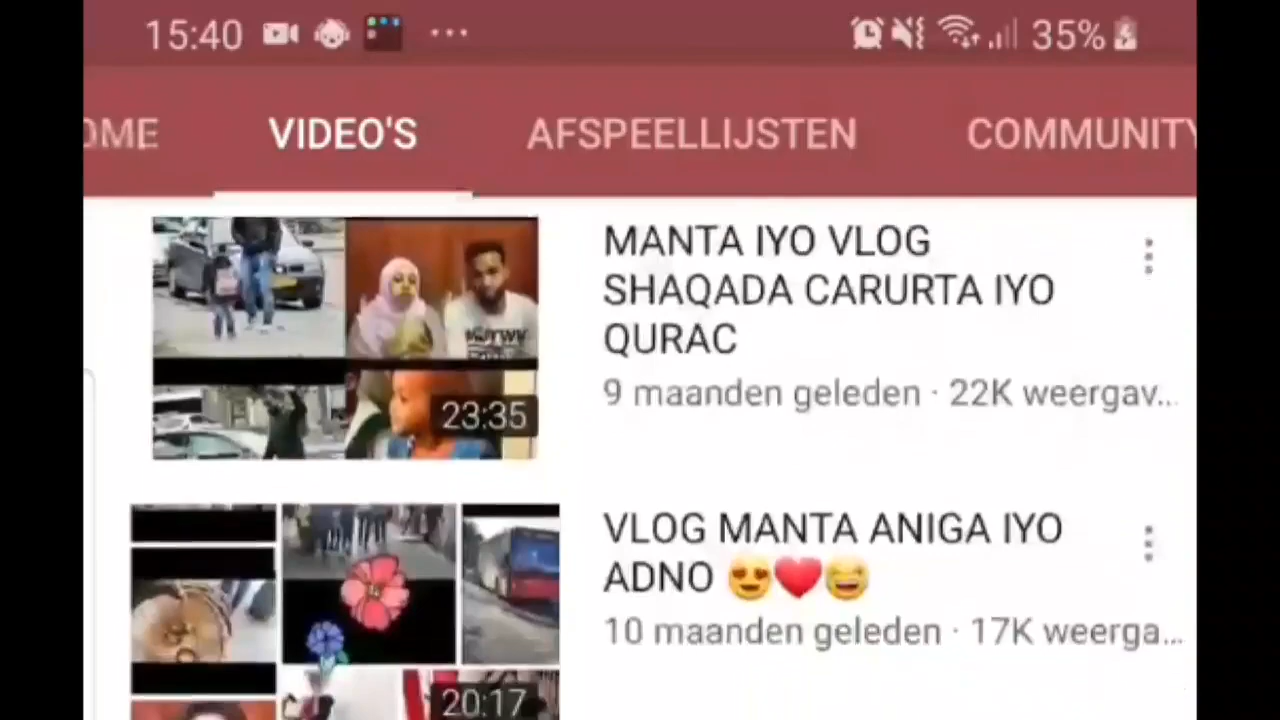 15:40 ... 35%
OME VIDEO'S AFSPEELLIJSTEN COMMUNITY
MANTA IYO VLOG
SHAQADA CARURTA IYO
QURAC
9 maanden geleden · 22K weergav...
23:35
VLOG MANTA ANIGA IYO
ADNO 😍❤️😂
10 maanden geleden · 17K weerga...
20:17